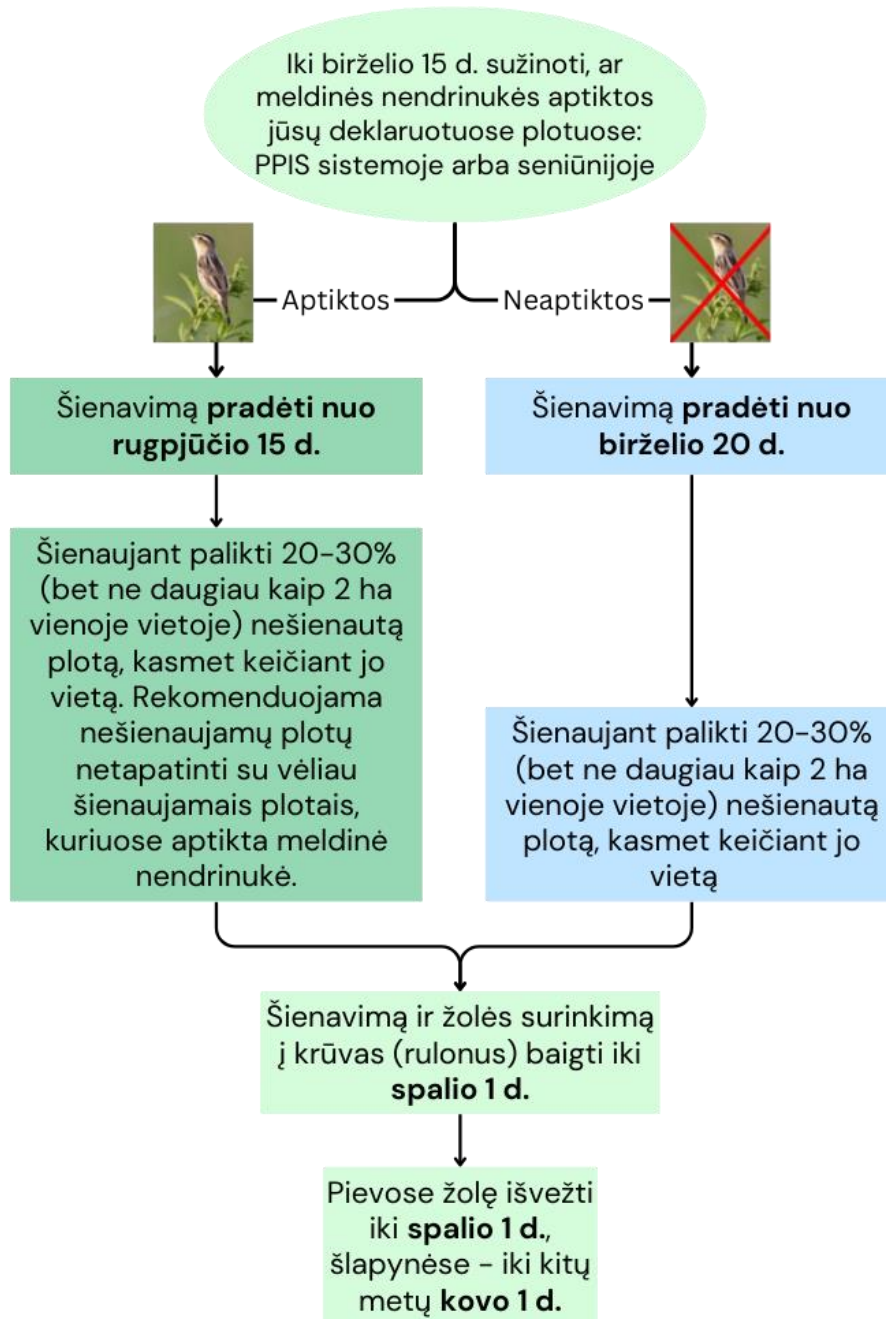 Iki birželio 15 d. sužinoti, ar
meldinės nendrinukės aptiktos
jūsų deklaruotuose plotuose:
PPIS sistemoje arba seniūnijoje
Aptiktos
Neaptiktos
Šienavimą pradėti nuo
rugpjūčio 15 d.
Šienavimą pradėti nuo
birželio 20 d.
Šienaujant palikti 20-30%
(bet ne daugiau kaip 2 ha
vienoje vietoje) nešienautą
plotą, kasmet keičiant jo
vietą. Rekomenduojama
nešienaujamų plotų
netapatinti su vėliau
šienaujamais plotais,
kuriuose aptikta meldinė
nendrinukė.
Šienaujant palikti 20-30%
(bet ne daugiau kaip 2 ha
vienoje vietoje) nešienautą
plotą, kasmet keičiant jo
vietą
Šienavimą ir žolės surinkimą
į krūvas (rulonus) baigti iki
spalio 1 d.
Pievose žolę išvežti
iki spalio 1 d.,
šlapynėse - iki kitų
metų kovo 1 d.